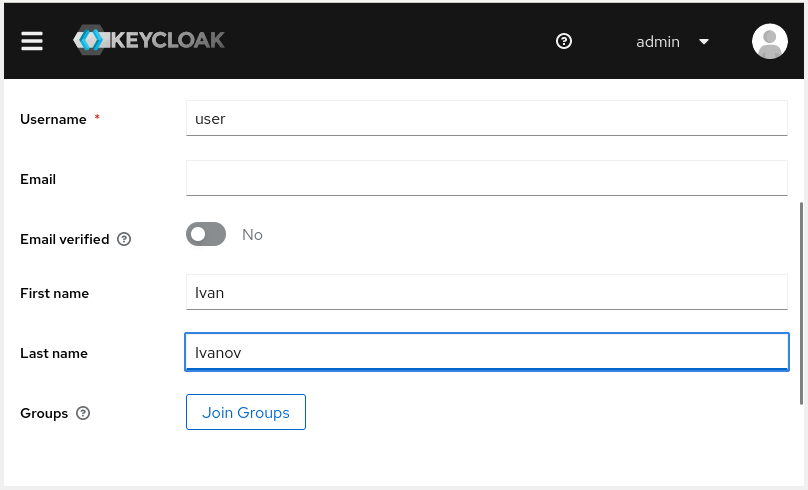 KEYCLOAK
admin
Username *
user
Email
Email verified
No
First name
Ivan
Last name
Ivanov
Groups
Join Groups